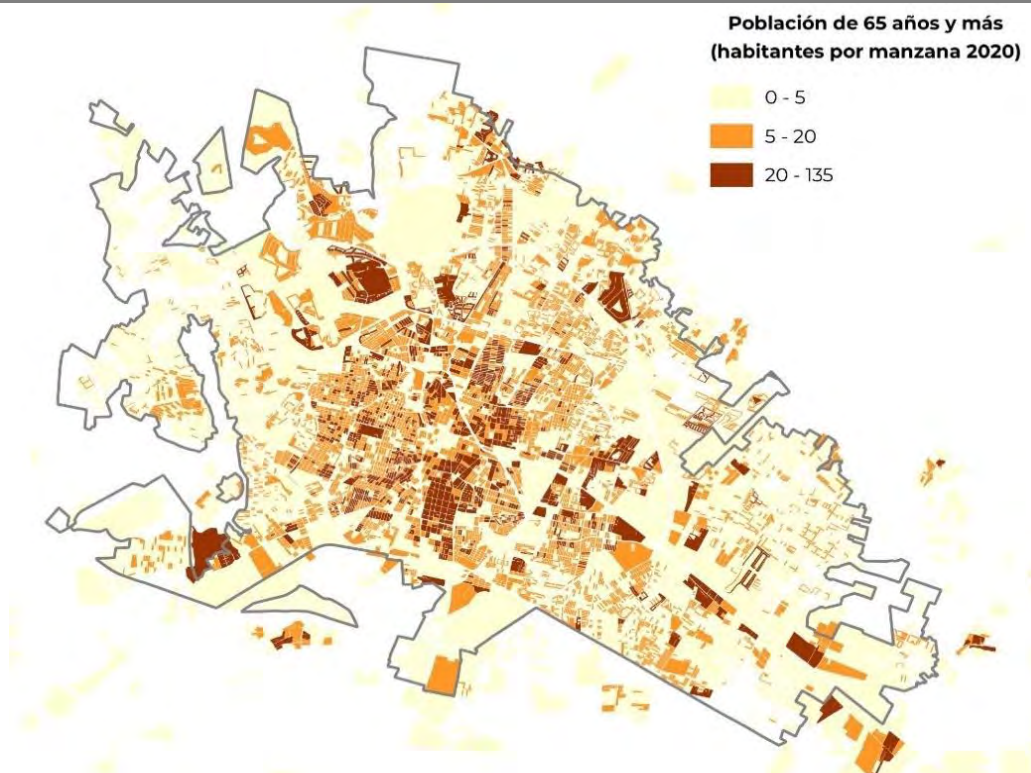 Población de 65 años y más
(habitantes por manzana 2020)
0 - 5
5 - 20
20 - 135